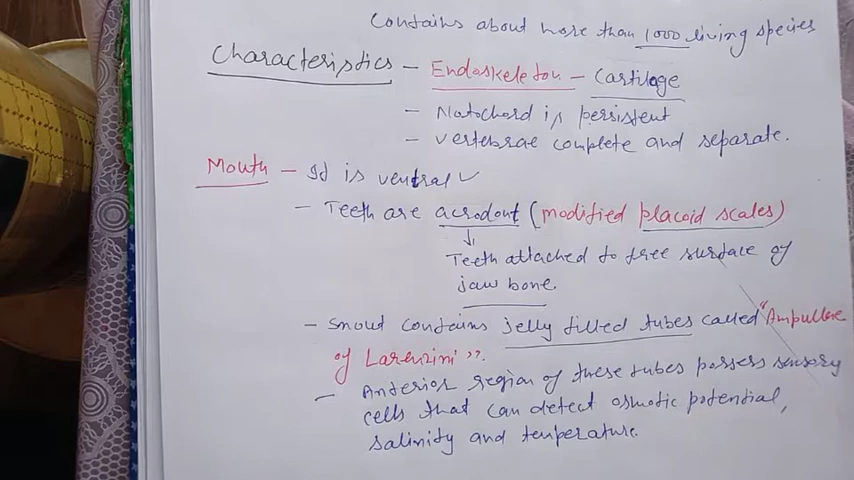 Contains about more than 1000 living species
Characteristics - Endoskeleton - Cartilage
- Notochord is persistent
- vertebrae complete and separate.
Mouth - It is ventral ✓
- Teeth are acrodont (modified placoid scales)
↓
Teeth attached to free surface of
jaw bone.
- Snout contains jelly filled tubes called "Ampullae
of Lorenzini".
- Anterior region of these tubes possess sensory
cells that can detect osmotic potential,
salinity and temperature.